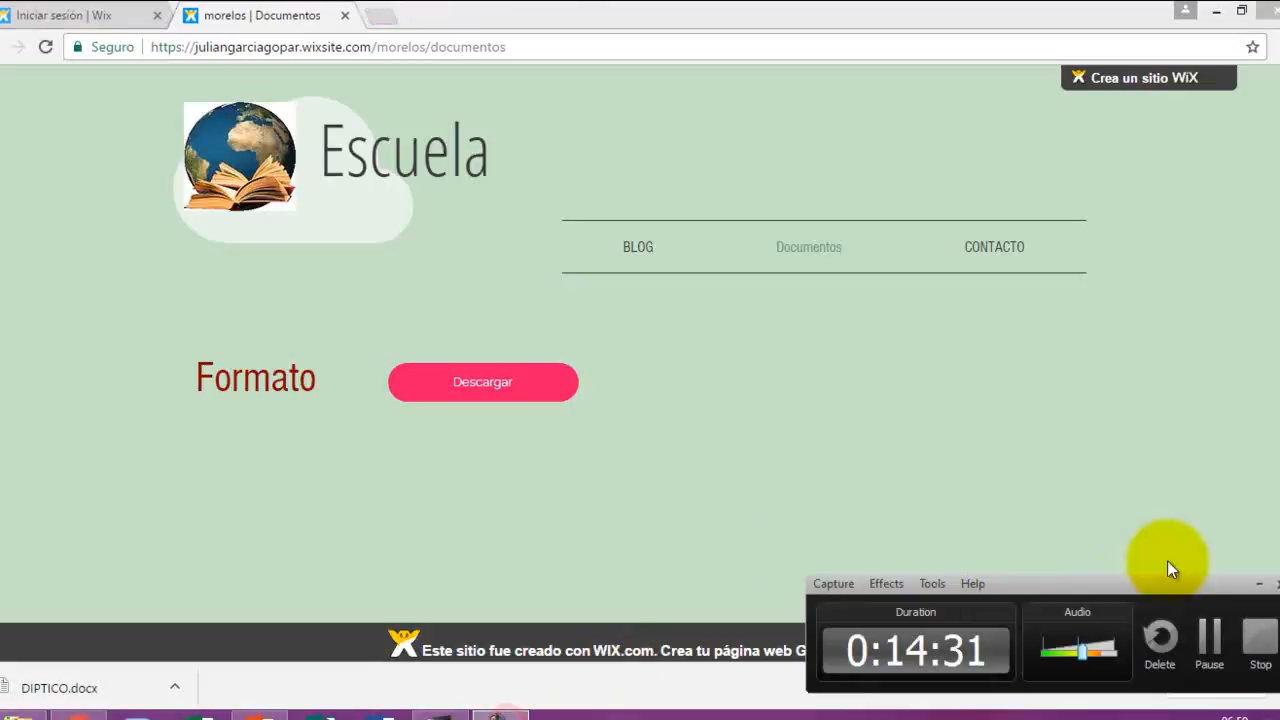 Iniciar sesión | Wix
morelos | Documentos
Seguro
https://juliangarciagopar.wixsite.com/morelos/documentos
Crea un sitio WiX
Escuela
BLOG
Documentos
CONTACTO
Formato
Descargar
Este sitio fue creado con WIX.com. Crea tu página web G
Capture Effects Tools Help
Duration
Audio
0:14:31
Delete
Pause
Stop
DIPTICO.docx